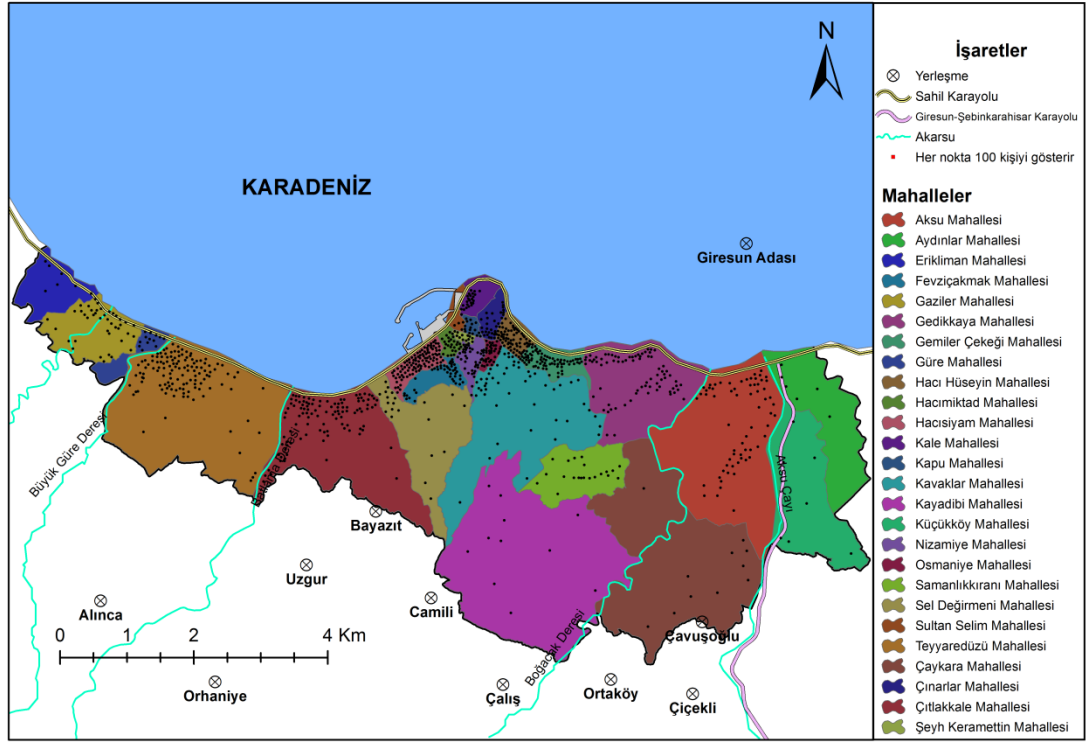 N
KARADENİZ
Giresun Adası
Büyük Güre Deresi
Aksu Çayı
Bayazıt
Uzgur
Camili
Alınca
Çavuşoğlu
Boğacak Deresi
0 1 2 4 Km
Orhaniye
Çalış
Ortaköy
Çiçekli
İşaretler
Yerleşme
Sahil Karayolu
Giresun-Şebinkarahisar Karayolu
Akarsu
Her nokta 100 kişiyi gösterir
Mahalleler
Aksu Mahallesi
Aydınlar Mahallesi
Erikliman Mahallesi
Fevziçakmak Mahallesi
Gaziler Mahallesi
Gedikkaya Mahallesi
Gemiler Çekeği Mahallesi
Güre Mahallesi
Hacı Hüseyin Mahallesi
Hacımiktad Mahallesi
Hacısiyam Mahallesi
Kale Mahallesi
Kapu Mahallesi
Kavaklar Mahallesi
Kayadibi Mahallesi
Küçükköy Mahallesi
Nizamiye Mahallesi
Osmaniye Mahallesi
Samanlıkkıranı Mahallesi
Sel Değirmeni Mahallesi
Sultan Selim Mahallesi
Teyyaredüzü Mahallesi
Çaykara Mahallesi
Çınarlar Mahallesi
Çıtlakkale Mahallesi
Şeyh Keramettin Mahallesi